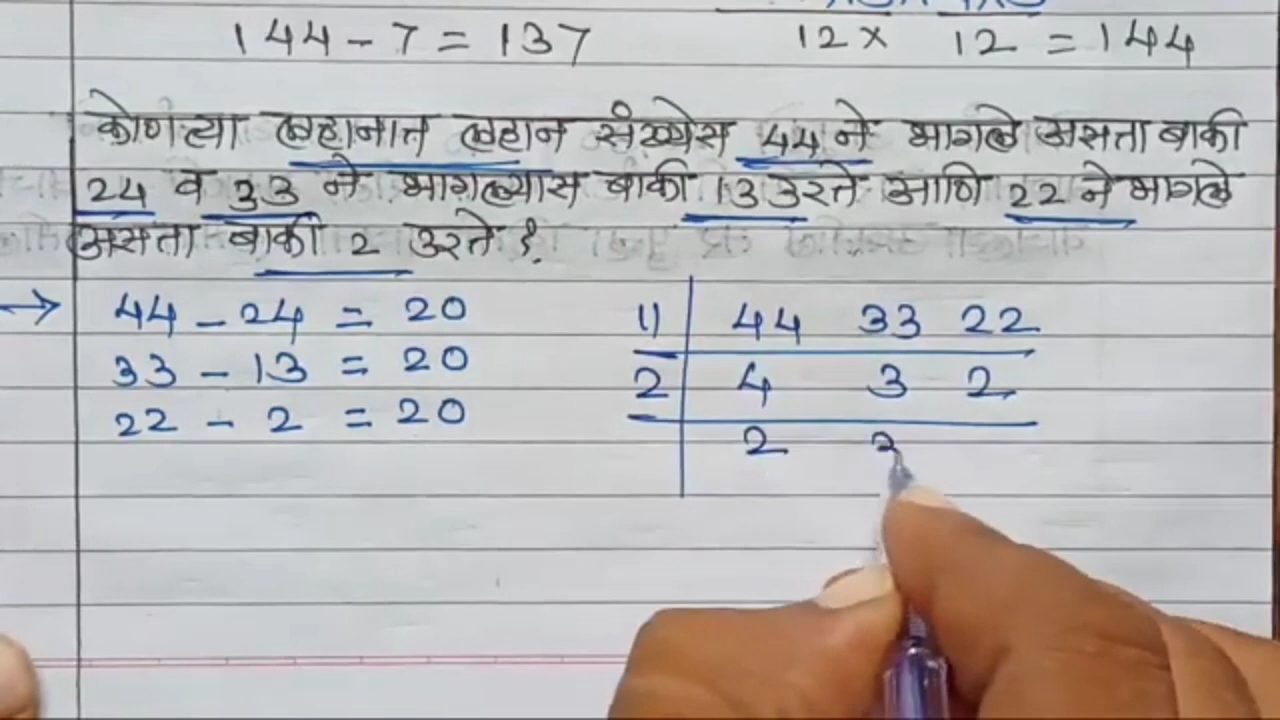 144 - 7 = 137
12 × 12 = 144
कोणत्या लहानात लहान संख्येस 44 ने भागले असता बाकी
24 व 33 ने भागल्यास बाकी 13 उरते आणि 22 ने भागले
असता बाकी 2 उरते?
→ 44 - 24 = 20
33 - 13 = 20
22 - 2 = 20
11 | 44 33 22
2 | 4 3 2
2